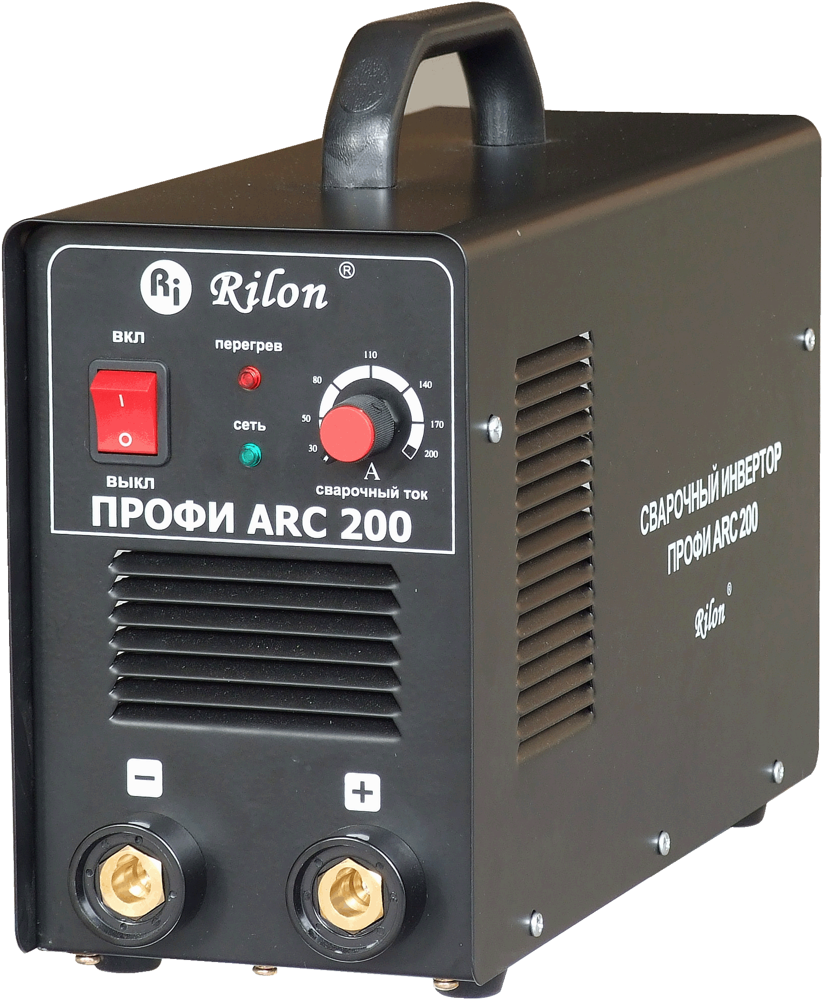 Ri Rilon ®
вкл
перегрев
I
O
сеть
30
50
80
110
140
170
200
A
сварочный ток
выкл
ПРОФИ ARC 200
−
+
СВАРОЧНЫЙ ИНВЕРТОР
ПРОФИ ARC 200
Rilon ®